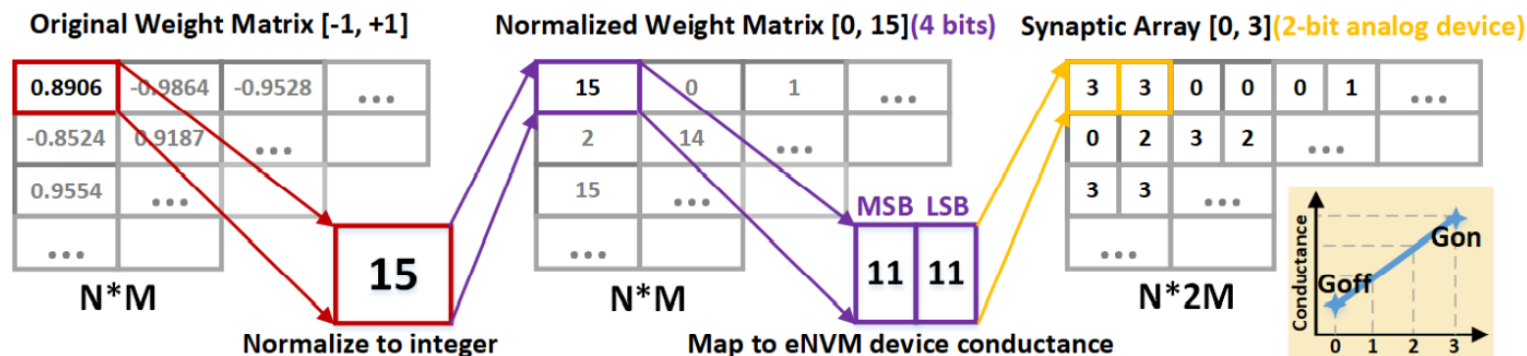 Original Weight Matrix [-1, +1]
Normalized Weight Matrix [0, 15](4 bits)
Synaptic Array [0, 3](2-bit analog device)
0.8906 -0.9864 -0.9528 ...
-0.8524 0.9187 ...
0.9554 ...
...
N*M
15
Normalize to integer
15 0 1 ...
2 14 ...
15 ...
...
N*M
MSB LSB
11 11
Map to eNVM device conductance
3 3 0 0 0 1 ...
0 2 3 2 ...
3 3 ...
...
N*2M
Conductance
Goff
Gon
0 1 2 3